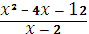 x² - 4x - 12
x - 2